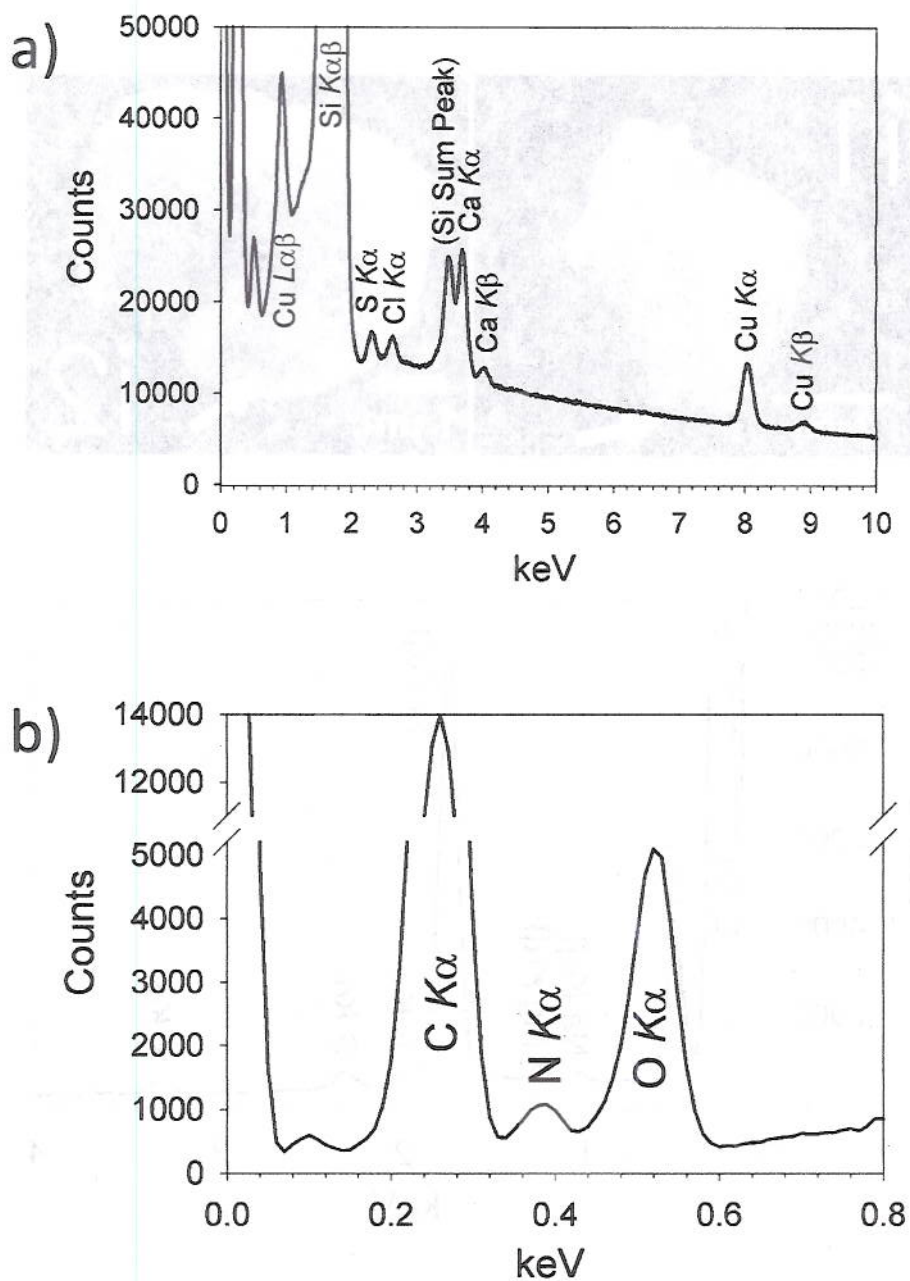 a)
50000
40000
30000
20000
10000
0
Counts
Cu Lαβ
Si Kαβ
S Kα
Cl Kα
(Si Sum Peak)
Ca Kα
Ca Kβ
Cu Kα
Cu Kβ
0 1 2 3 4 5 6 7 8 9 10
keV
b)
14000
12000
5000
4000
3000
2000
1000
0
Counts
C Kα
N Kα
O Kα
0.0 0.2 0.4 0.6 0.8
keV